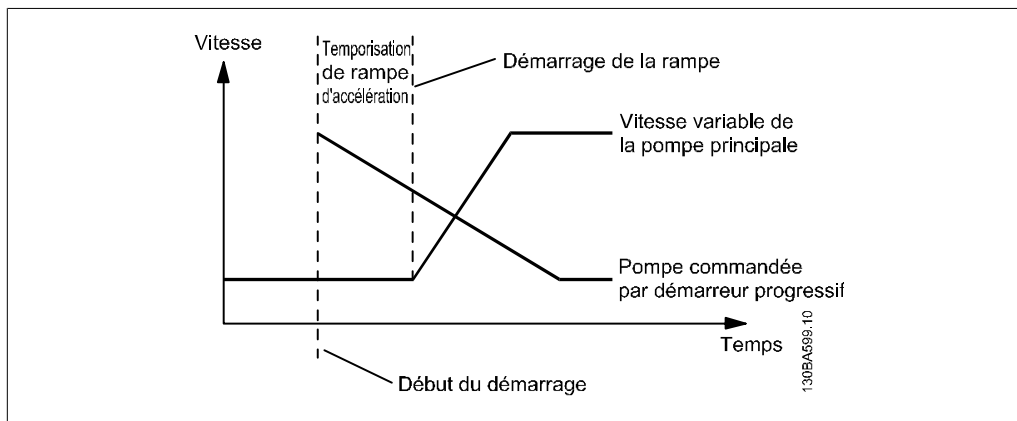 Vitesse
Temporisation
de rampe
d'accélération
Démarrage de la rampe
Vitesse variable de
la pompe principale
Pompe commandée
par démarreur progressif
Temps
Début du démarrage
130BA599.10